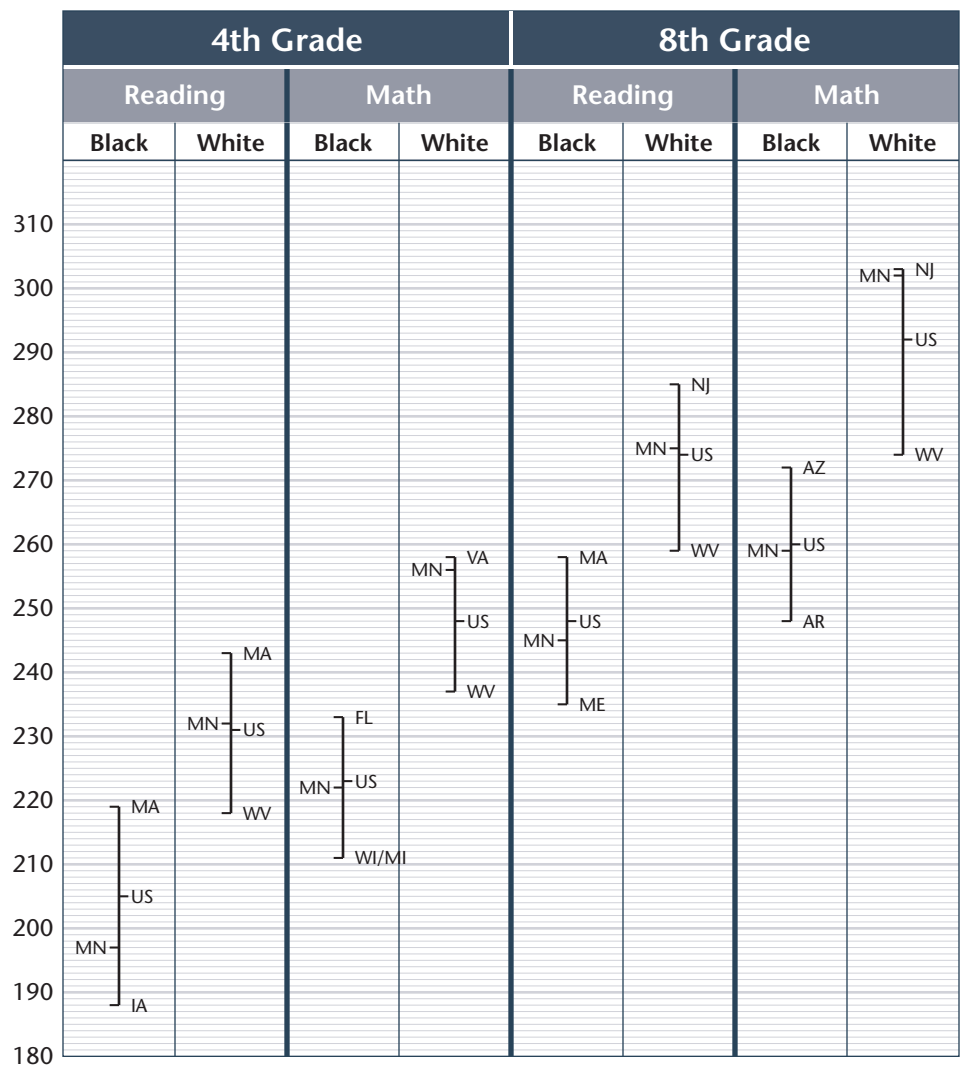 4th Grade 8th Grade
Reading Math Reading Math
Black White Black White Black White Black White
310
NJ
MN
300
US
290
NJ
280
MN US WV
AZ
270
260
VA MA WV MN US
MN
250
US US AR
MN
240
MA WV
ME
MN US
FL
230
MN US
220
MA WV
WI/MI
210
US
200
MN
190
IA
180